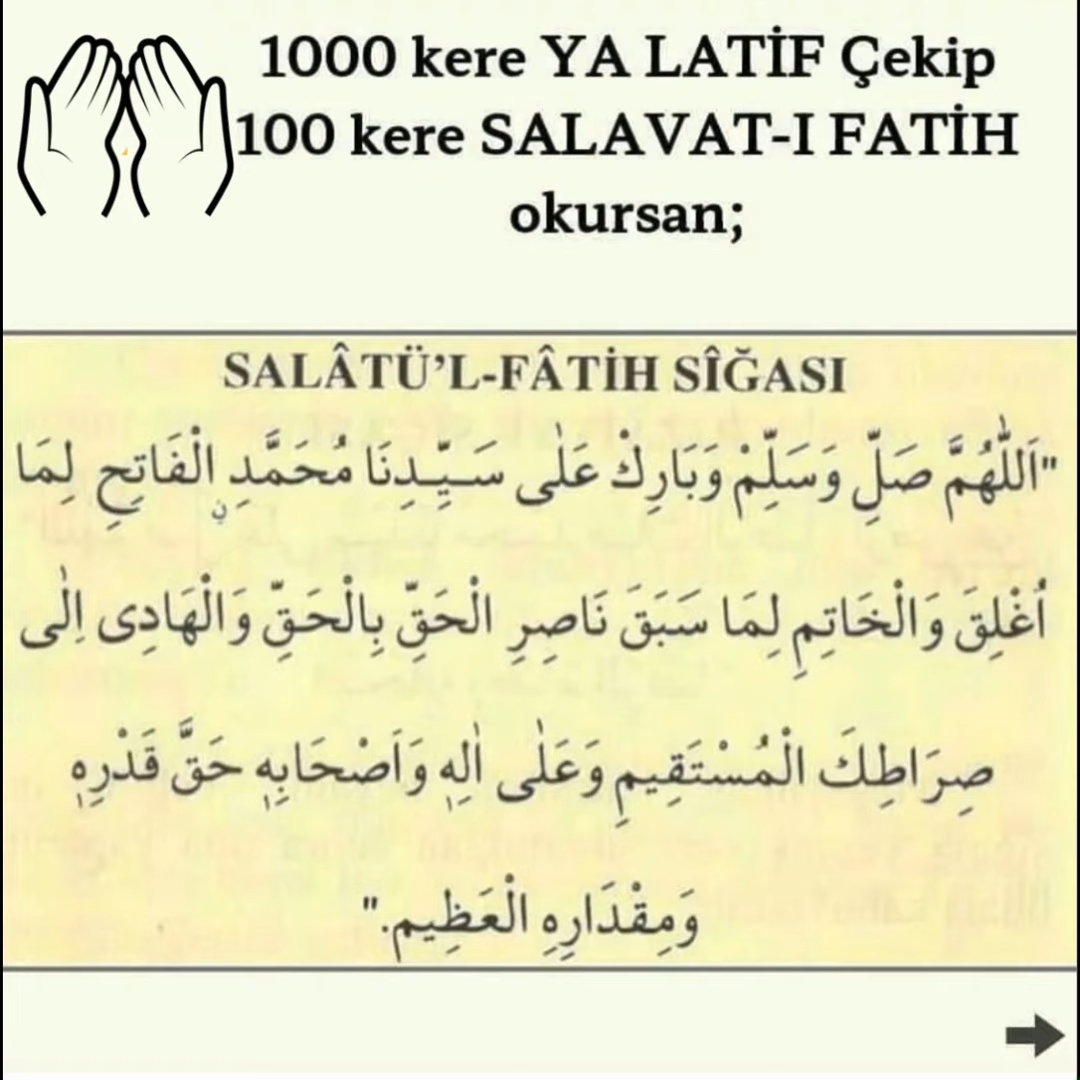 1000 kere YA LATİF Çekip
100 kere SALAVAT-I FATİH
okursan;
SALÂTÜ’L-FÂTİH SÎĞASI
"اَللّٰهُمَّ صَلِّ وَسَلِّمْ وَبَارِكْ عَلٰى سَيِّدِنَا مُحَمَّدِ ۨالْفَاتِحِ لِمَا
اُغْلِقَ وَالْخَاتِمِ لِمَا سَبَقَ نَاصِرِ الْحَقِّ بِالْحَقِّ وَالْهَادِى اِلٰى
صِرَاطِكَ الْمُسْتَقِيمِ وَعَلٰى اٰلِهٖ وَاَصْحَابِهٖ حَقَّ قَدْرِهٖ
وَمِقْدَارِهِ الْعَظِيمِ."